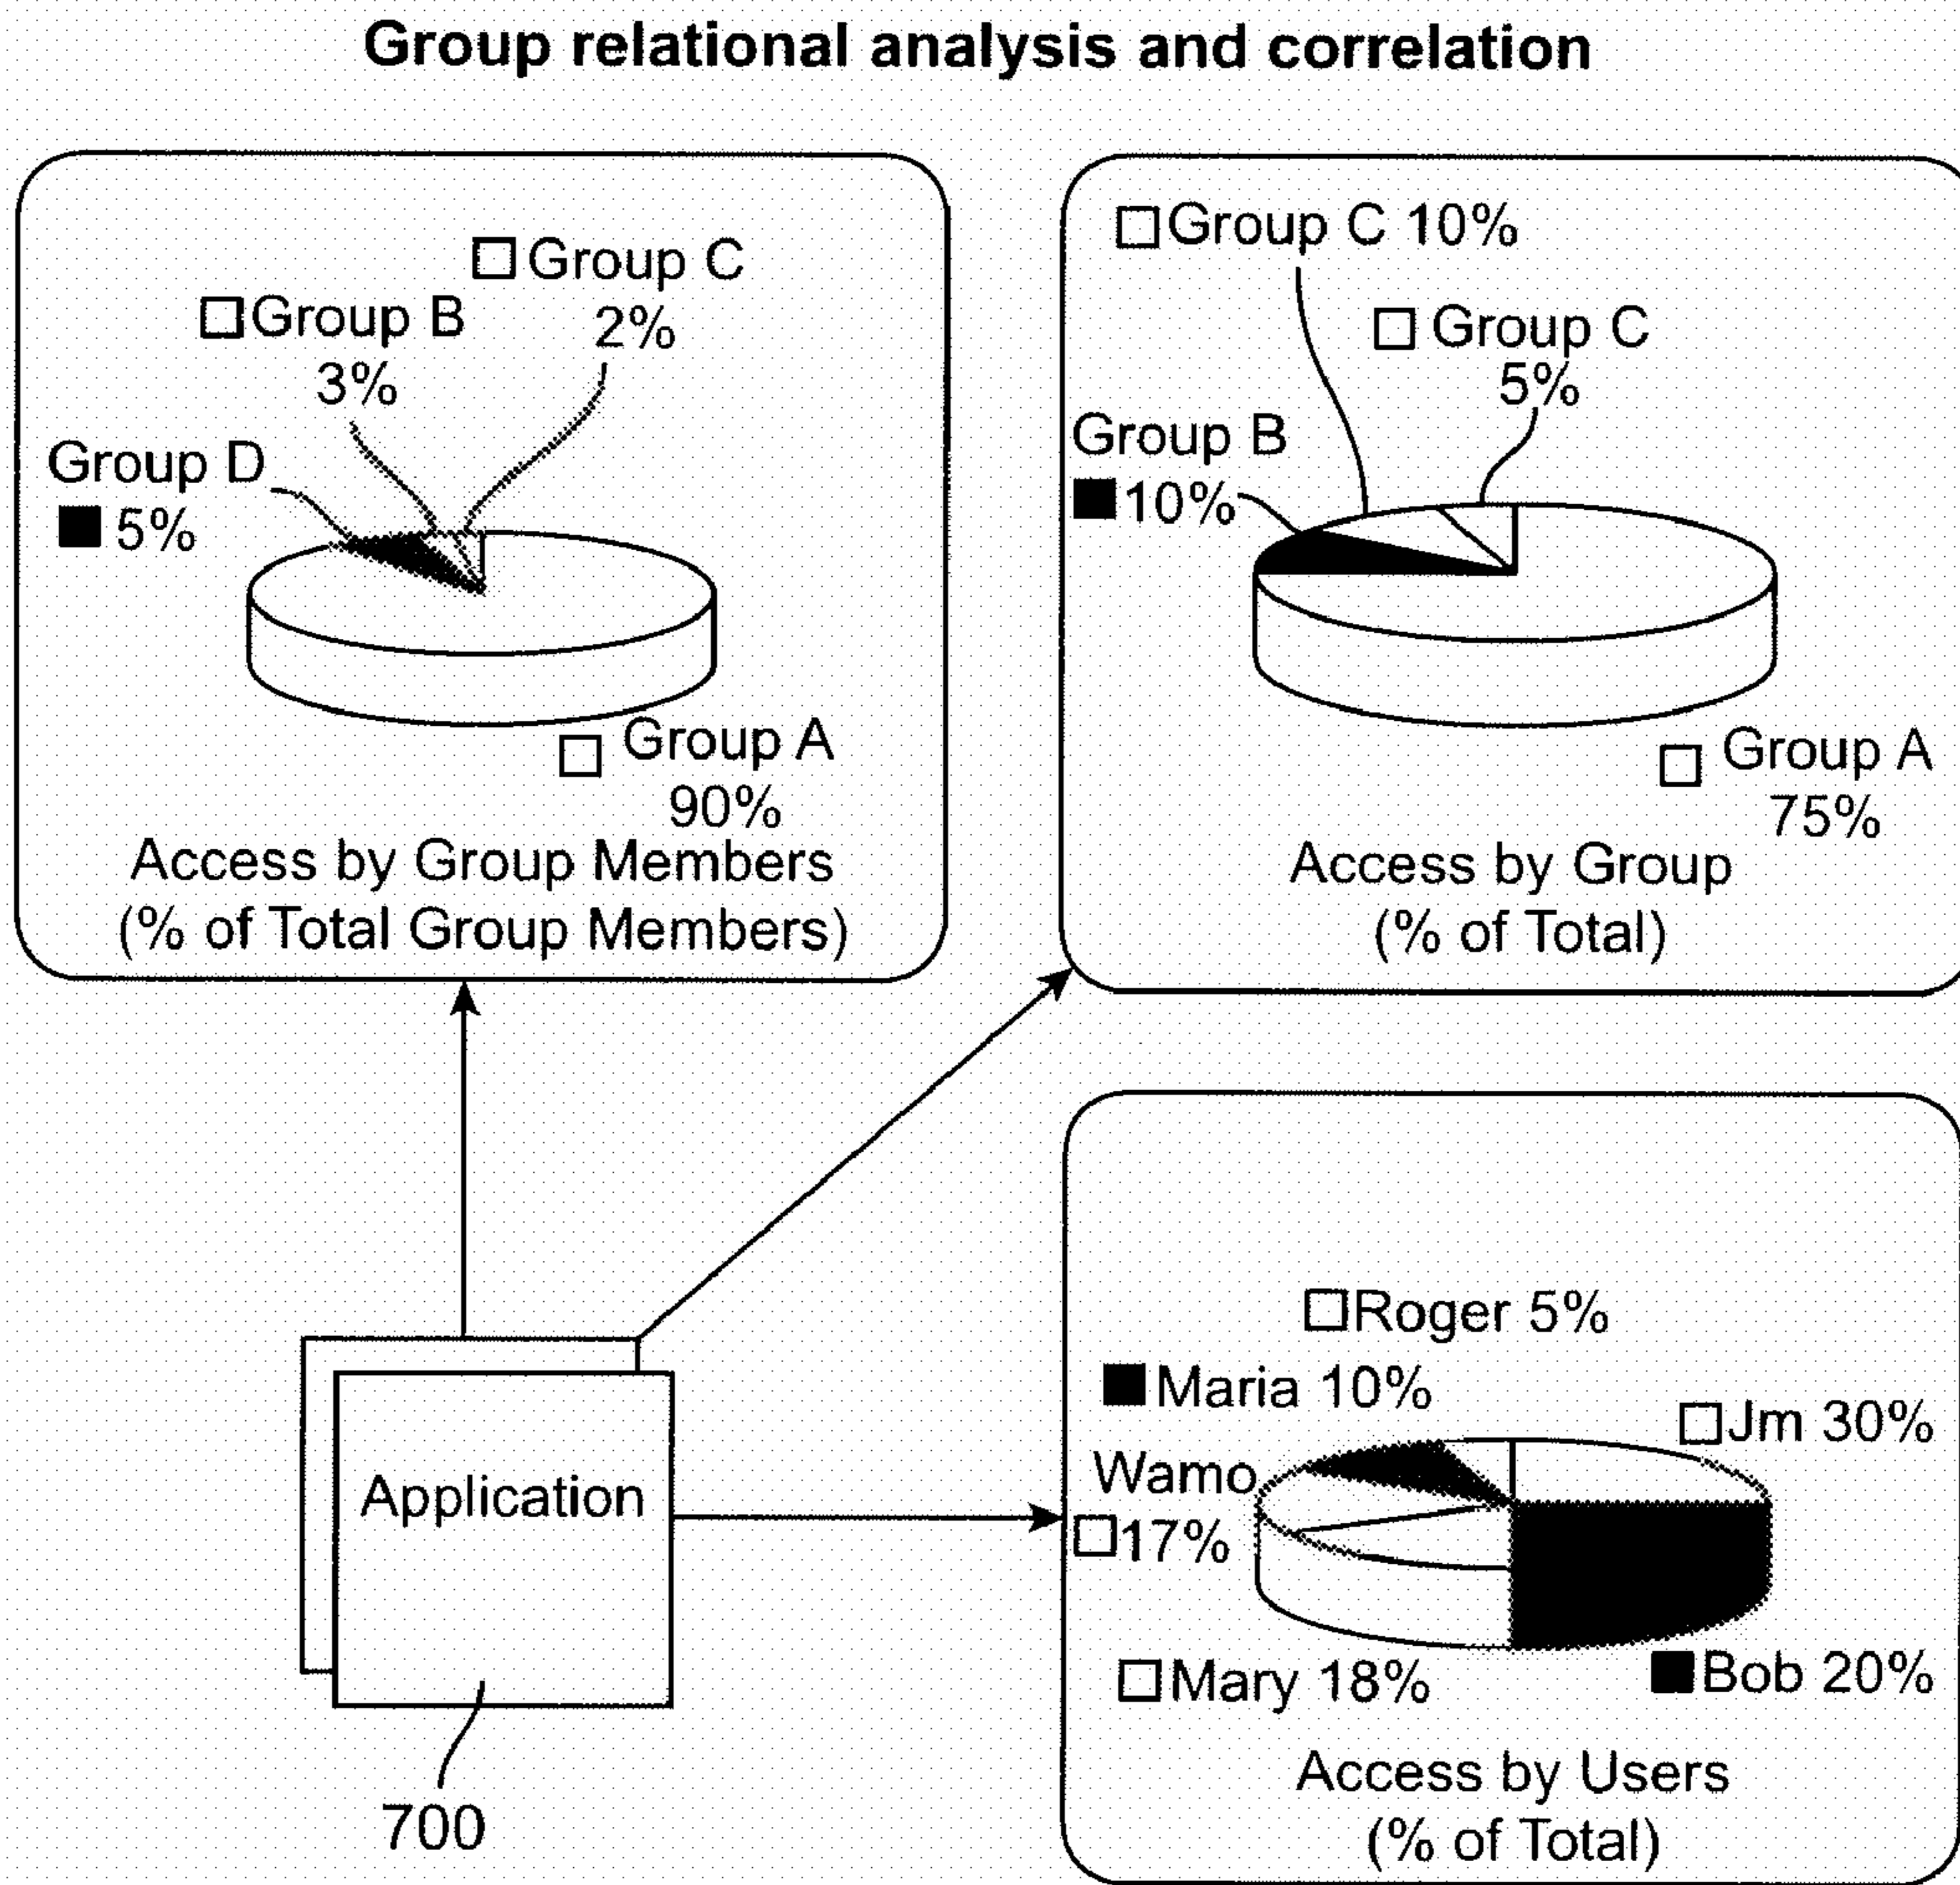 Group relational analysis and correlation
Group C
2%
Group B
3%
Group D
5%
Group A
90%
Access by Group Members
(% of Total Group Members)
Group C 10%
Group C
5%
Group B
10%
Group A
75%
Access by Group
(% of Total)
Application
700
Roger 5%
Maria 10%
Jm 30%
Wamo
17%
Mary 18%
Bob 20%
Access by Users
(% of Total)